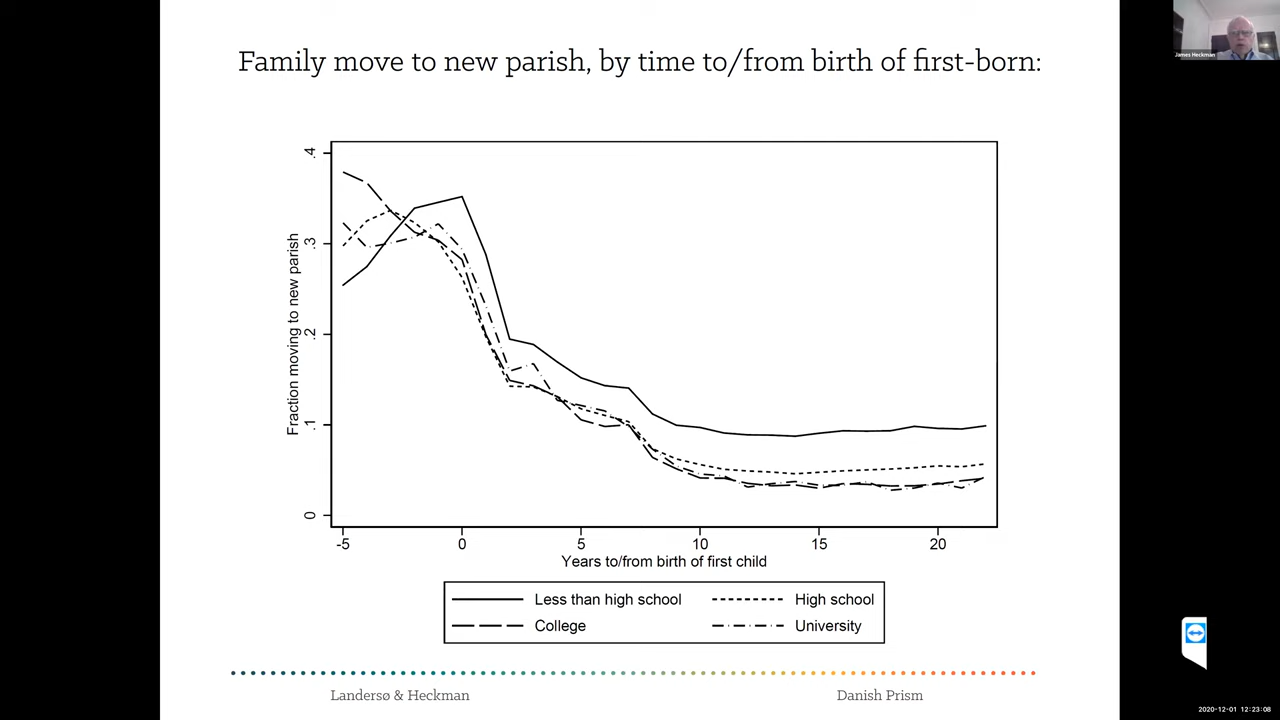 Family move to new parish, by time to/from birth of first-born:
James Heckman
.4
.3
.2
.1
0
Fraction moving to new parish
-5 0 5 10 15 20
Years to/from birth of first child
Less than high school High school
College University
Landersø & Heckman Danish Prism
2020-12-01 12:23:08